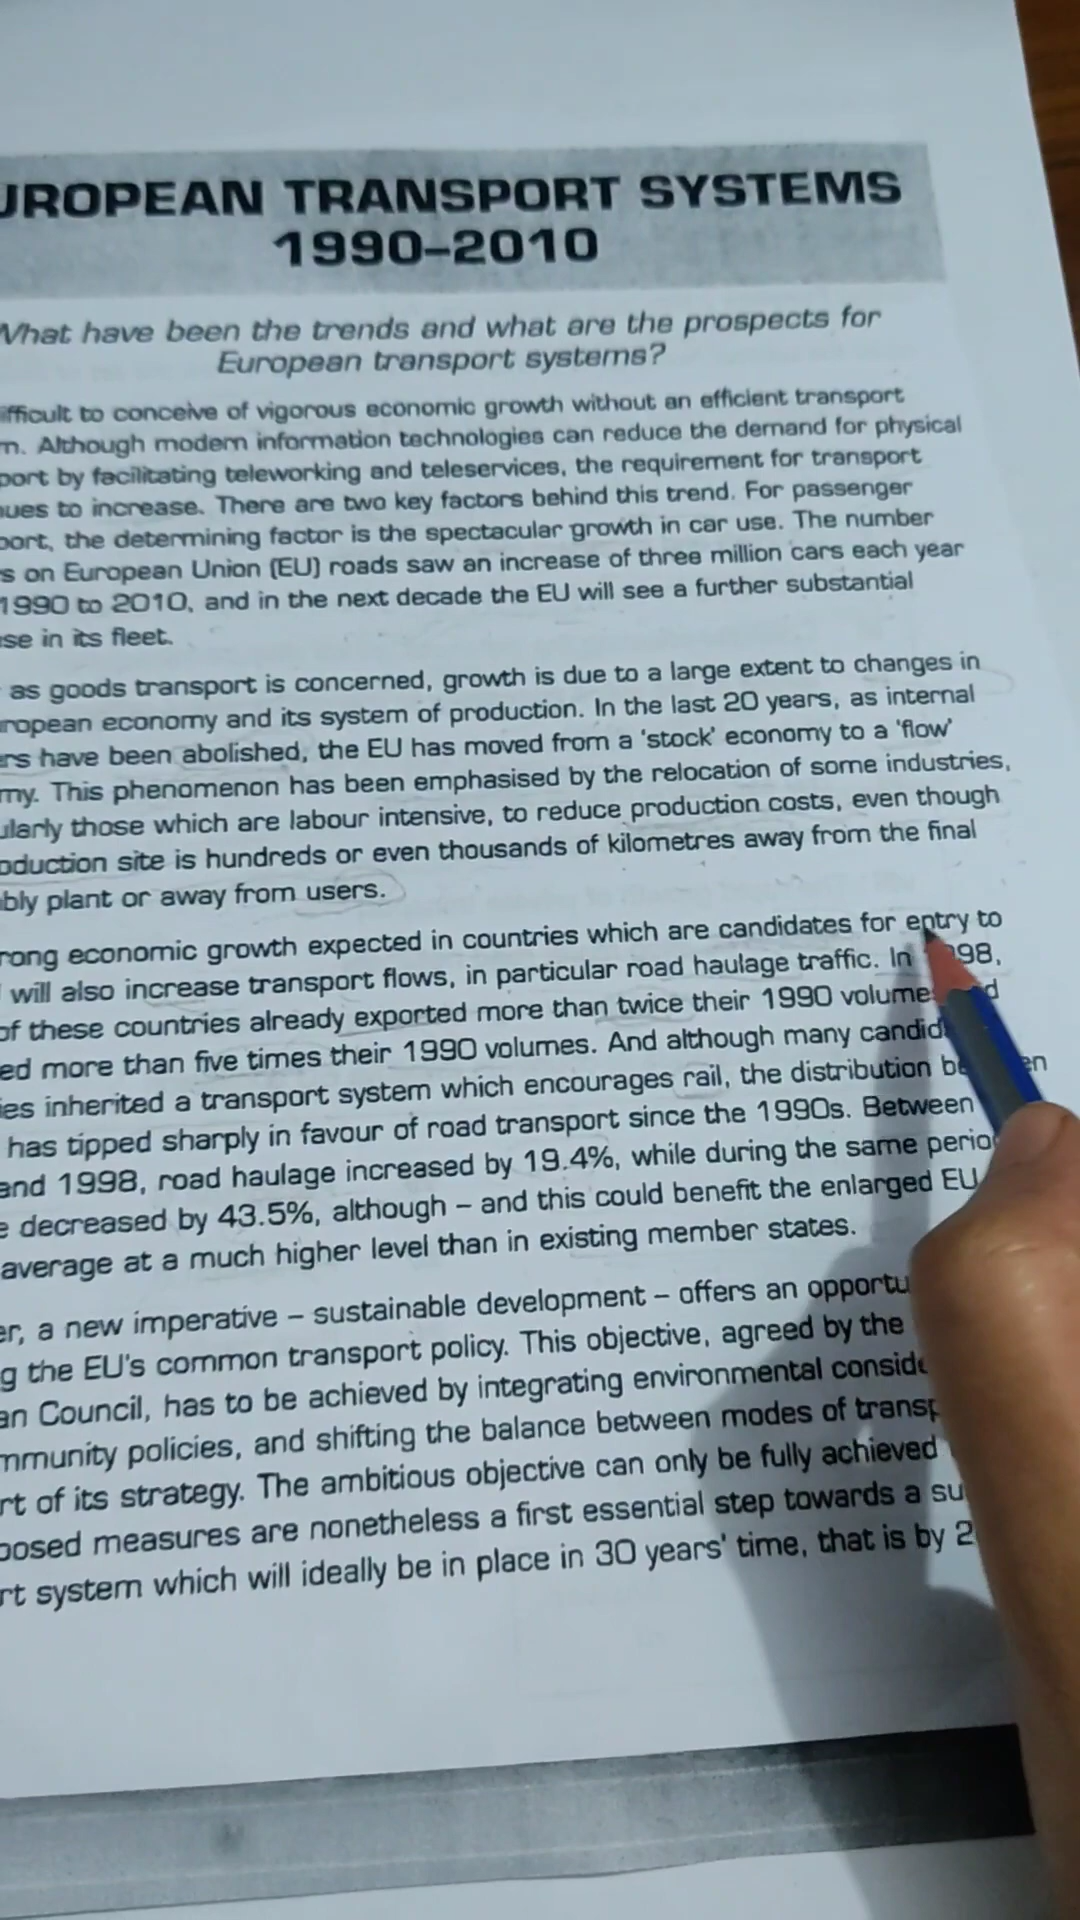 UROPEAN TRANSPORT SYSTEMS
1990–2010
What have been the trends and what are the prospects for
European transport systems?
ifficult to conceive of vigorous economic growth without an efficient transport
m. Although modern information technologies can reduce the demand for physical
port by facilitating teleworking and teleservices, the requirement for transport
ues to increase. There are two key factors behind this trend. For passenger
port, the determining factor is the spectacular growth in car use. The number
s on European Union (EU) roads saw an increase of three million cars each year
1990 to 2010, and in the next decade the EU will see a further substantial
se in its fleet.
as goods transport is concerned, growth is due to a large extent to changes in
ropean economy and its system of production. In the last 20 years, as internal
ers have been abolished, the EU has moved from a 'stock' economy to a 'flow'
my. This phenomenon has been emphasised by the relocation of some industries,
ularly those which are labour intensive, to reduce production costs, even though
oduction site is hundreds or even thousands of kilometres away from the final
bly plant or away from users.
rong economic growth expected in countries which are candidates for entry to
will also increase transport flows, in particular road haulage traffic. In 98,
of these countries already exported more than twice their 1990 volume d
ed more than five times their 1990 volumes. And although many candid
ies inherited a transport system which encourages rail, the distribution be en
has tipped sharply in favour of road transport since the 1990s. Between
and 1998, road haulage increased by 19.4%, while during the same perio
e decreased by 43.5%, although – and this could benefit the enlarged EU
average at a much higher level than in existing member states.
er, a new imperative – sustainable development – offers an opportu
g the EU's common transport policy. This objective, agreed by the
an Council, has to be achieved by integrating environmental conside
mmunity policies, and shifting the balance between modes of transp
rt of its strategy. The ambitious objective can only be fully achieved
posed measures are nonetheless a first essential step towards a su
rt system which will ideally be in place in 30 years' time, that is by 2